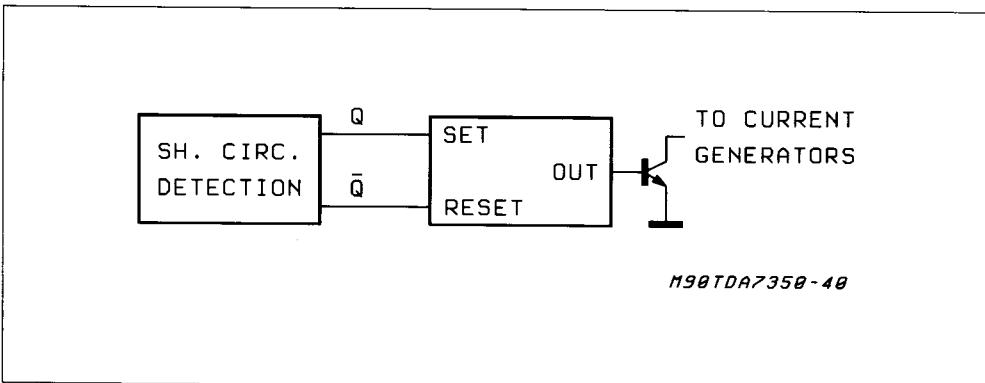 SH. CIRC.
DETECTION
Q
Q̄
SET
RESET
OUT
TO CURRENT
GENERATORS
M90TDA7350-40